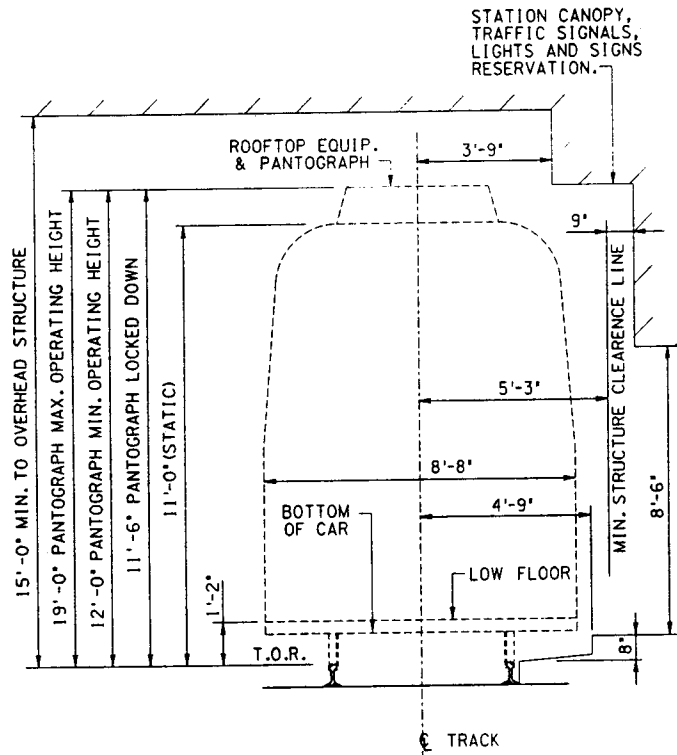 STATION CANOPY,
TRAFFIC SIGNALS,
LIGHTS AND SIGNS
RESERVATION.
ROOFTOP EQUIP.
& PANTOGRAPH
3'-9"
9"
15'-0" MIN. TO OVERHEAD STRUCTURE
19'-0" PANTOGRAPH MAX. OPERATING HEIGHT
12'-0" PANTOGRAPH MIN. OPERATING HEIGHT
11'-6" PANTOGRAPH LOCKED DOWN
11'-0" (STATIC)
MIN. STRUCTURE CLEARENCE LINE
5'-3"
8'-8"
4'-9"
8'-6"
BOTTOM
OF CAR
LOW FLOOR
1'-2"
8"
T.O.R.
℄ TRACK